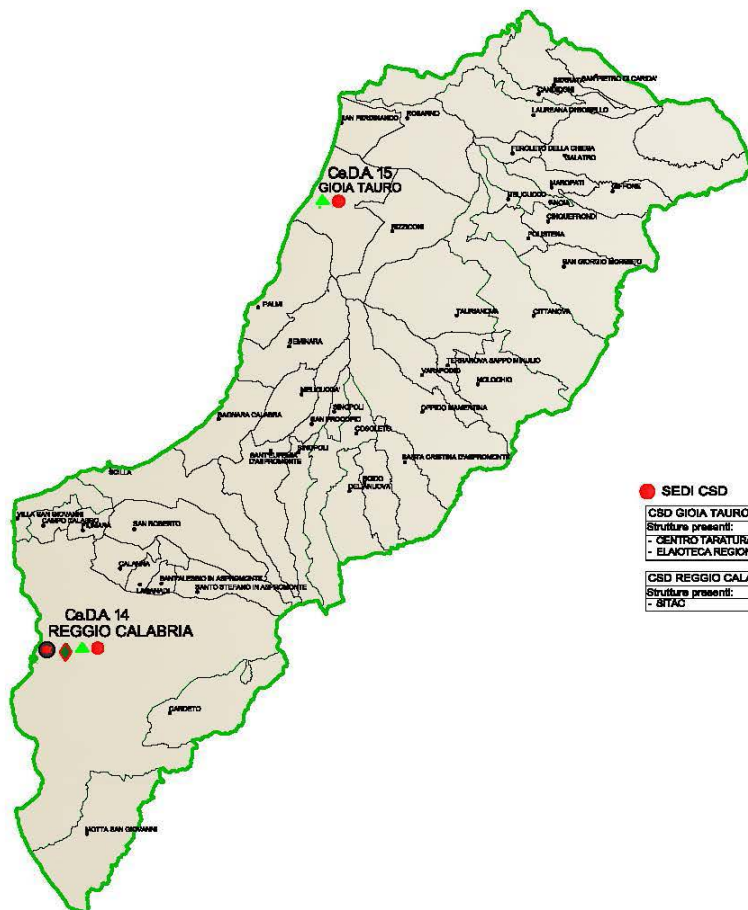 SERRATA
SAN PIETRO DI CARIDA'
CANDIDONI
LAUREANA DI BORRELLO
ROSARNO
SAN FERDINANDO
FEROLETO DELLA CHIESA
GALATRO
Ce.D.A. 15
GIOIA TAURO
MAROPATI
GIFFONE
MELICUCCO
ANOIA
CINQUEFRONDI
RIZZICONI
POLISTENA
SAN GIORGIO MORGETO
PALMI
TAURIANOVA
CITTANOVA
SEMINARA
TERRANOVA SAPPO MINULIO
VARAPODIO
MOLOCHIO
MELICUCCA'
SINOPOLI
OPPIDO MAMERTINA
BAGNARA CALABRA
SAN PROCOPIO
COSOLETO
SINOPOLI
SANT'EUFEMIA
D'ASPROMONTE
SANTA CRISTINA D'ASPROMONTE
SCILLA
DELIANUOVA
SEDI CSD
CSD GIOIA TAURO
Strutture presenti:
- CENTRO TARATURA
- ELAIOTECA REGION
CSD REGGIO CALA
Strutture presenti:
- SITAC
VILLA SAN GIOVANNI
CAMPO CALABRO
FIUMARA
SAN ROBERTO
CALANNA
SANT'ALESSIO IN ASPROMONTE
LAGANADI
SANTO STEFANO IN ASPROMONTE
Ce.D.A. 14
REGGIO CALABRIA
CARDETO
MOTTA SAN GIOVANNI